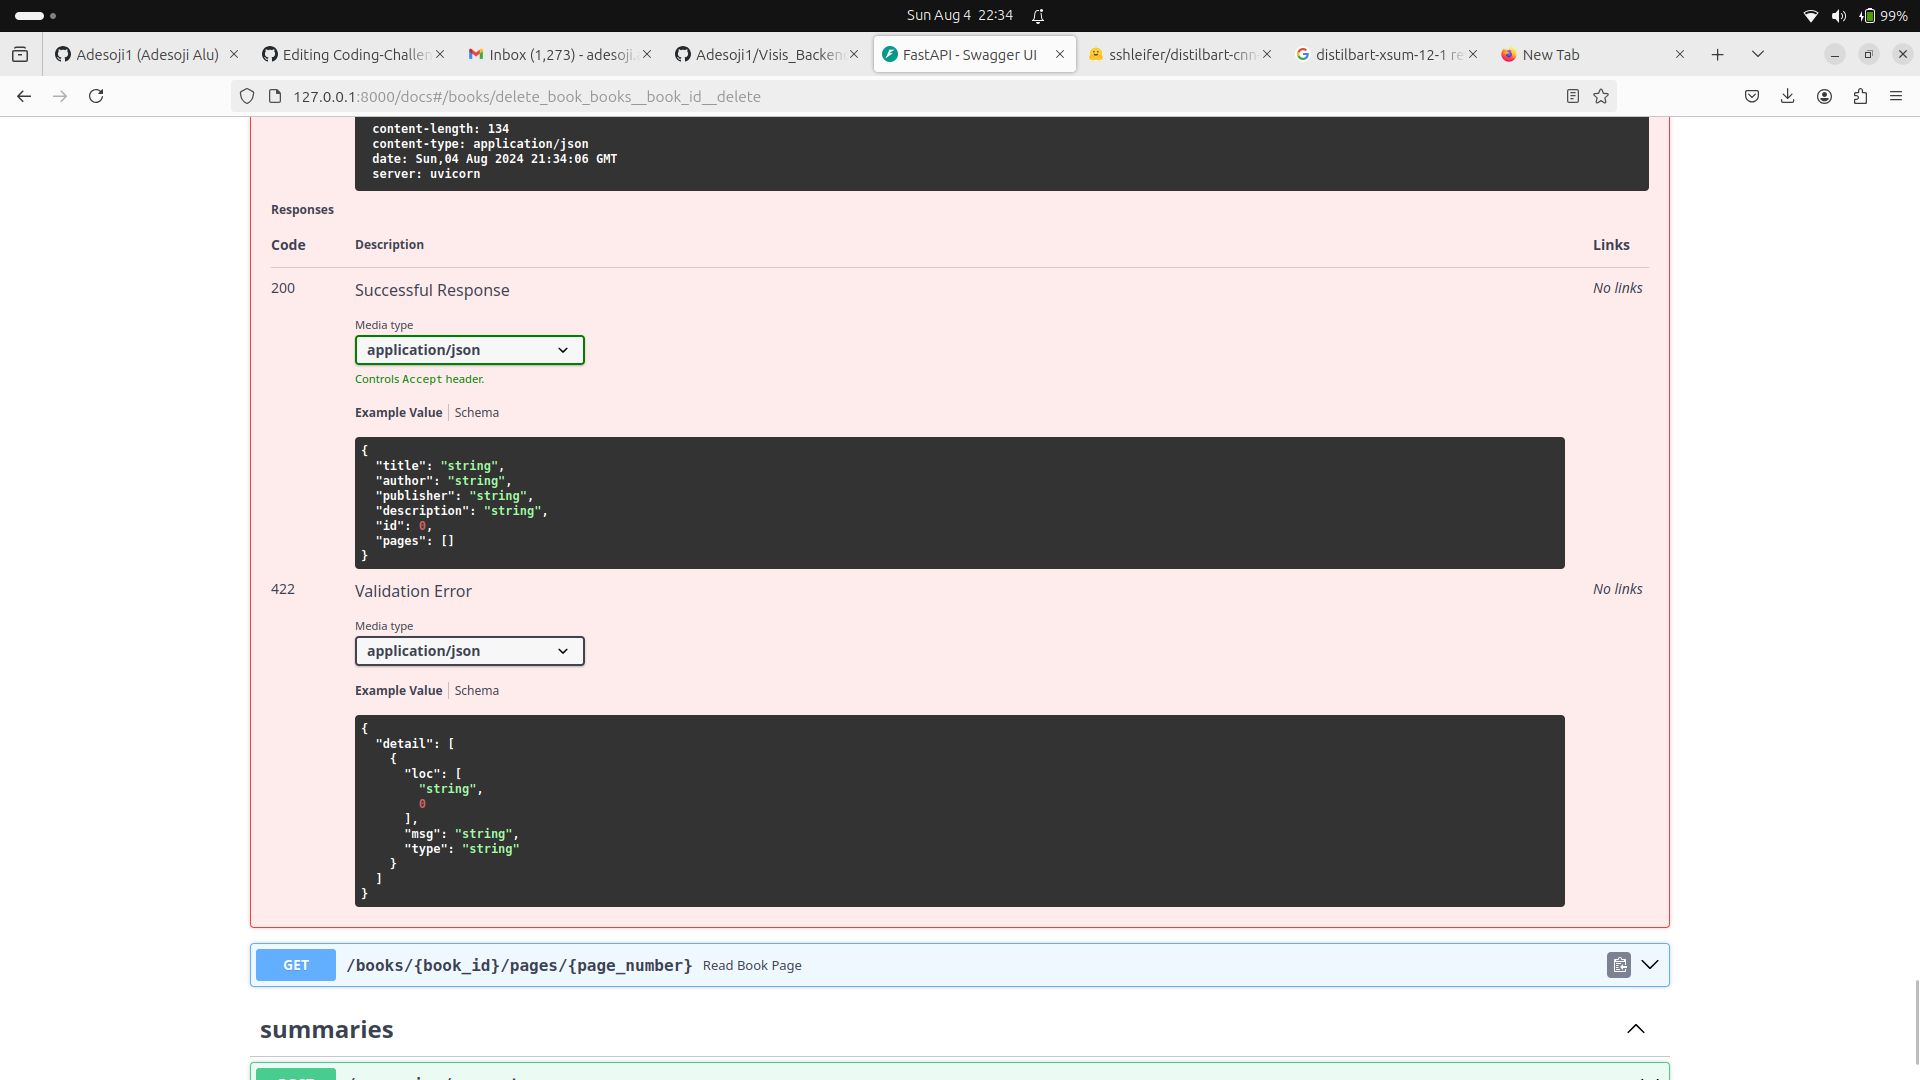 Sun Aug 4 22:34
99%
Adesoji1 (Adesoji Alu)
Editing Coding-Challen
Inbox (1,273) - adesoji.
Adesoji1/Visis_Backen
FastAPI - Swagger UI
sshleifer/distilbart-cnn
distilbart-xsum-12-1 re
New Tab
127.0.0.1:8000/docs#/books/delete_book_books__book_id__delete
content-length: 134
content-type: application/json
date: Sun,04 Aug 2024 21:34:06 GMT
server: uvicorn
Responses
Code Description Links
200 Successful Response No links
Media type
application/json
Controls Accept header.
Example Value Schema
{
"title": "string",
"author": "string",
"publisher": "string",
"description": "string",
"id": 0,
"pages": []
}
422 Validation Error No links
Media type
application/json
Example Value Schema
{
"detail": [
{
"loc": [
"string",
0
],
"msg": "string",
"type": "string"
}
]
}
GET /books/{book_id}/pages/{page_number} Read Book Page
summaries